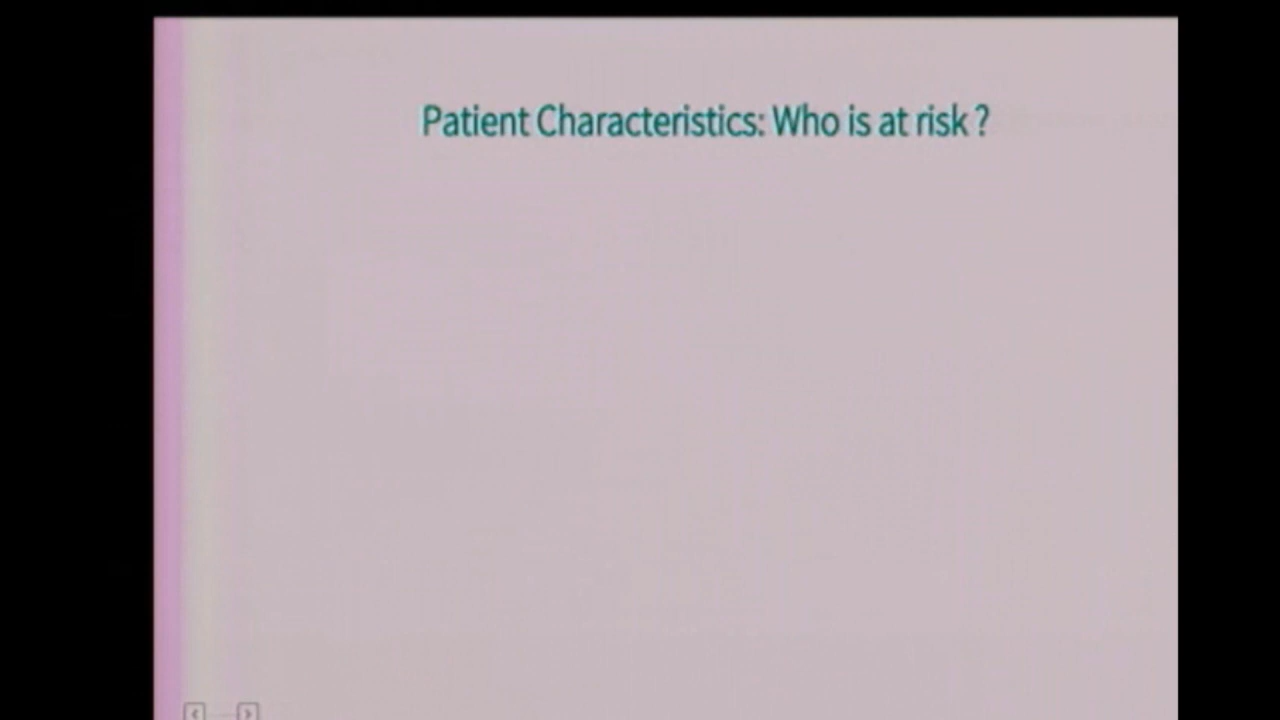 Patient Characteristics: Who is at risk ?